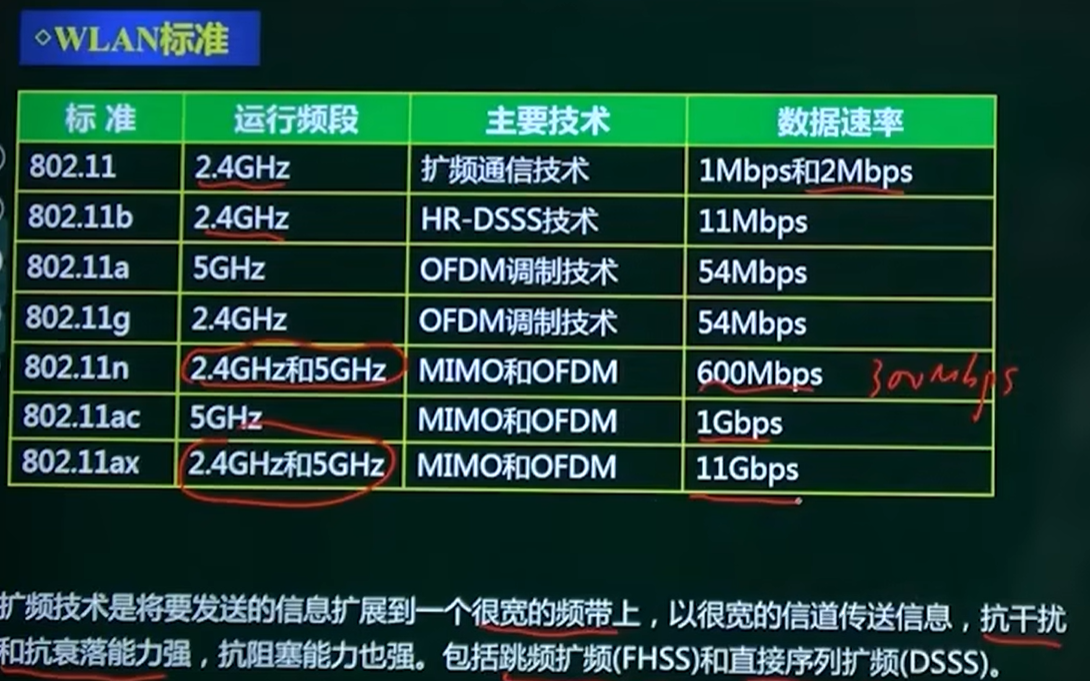 ◇WLAN标准
标 准 运行频段 主要技术 数据速率
802.11 2.4GHz 扩频通信技术 1Mbps和2Mbps
802.11b 2.4GHz HR-DSSS技术 11Mbps
802.11a 5GHz OFDM调制技术 54Mbps
802.11g 2.4GHz OFDM调制技术 54Mbps
802.11n 2.4GHz和5GHz MIMO和OFDM 600Mbps 300Mbps
802.11ac 5GHz MIMO和OFDM 1Gbps
802.11ax 2.4GHz和5GHz MIMO和OFDM 11Gbps
扩频技术是将要发送的信息扩展到一个很宽的频带上，以很宽的信道传送信息，抗干扰
和抗衰落能力强，抗阻塞能力也强。包括跳频扩频(FHSS)和直接序列扩频(DSSS)。